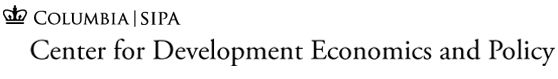 COLUMBIA | SIPA
Center for Development Economics and Policy